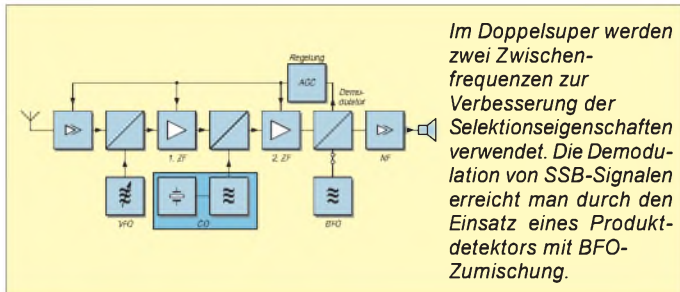 Regelung
AGC
Demo-
dulator
1. ZF
2. ZF
NF
VFO
CO
BFO
Im Doppelsuper werden
zwei Zwischen-
frequenzen zur
Verbesserung der
Selektionseigenschaften
verwendet. Die Demodu-
lation von SSB-Signalen
erreicht man durch den
Einsatz eines Produkt-
detektors mit BFO-
Zumischung.